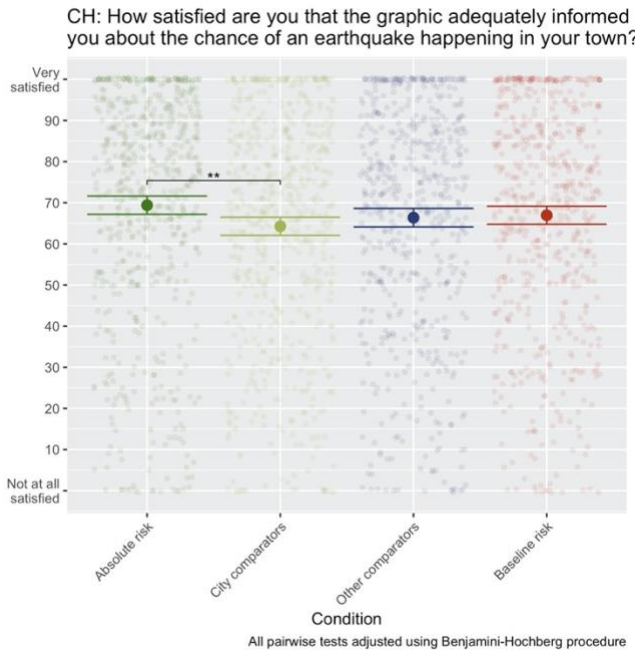 CH: How satisfied are you that the graphic adequately informed
you about the chance of an earthquake happening in your town?
Very
satisfied
90
80
70
**
60
50
40
30
20
10
Not at all
satisfied
Absolute risk
City comparators
Other comparators
Baseline risk
Condition
All pairwise tests adjusted using Benjamini-Hochberg procedure